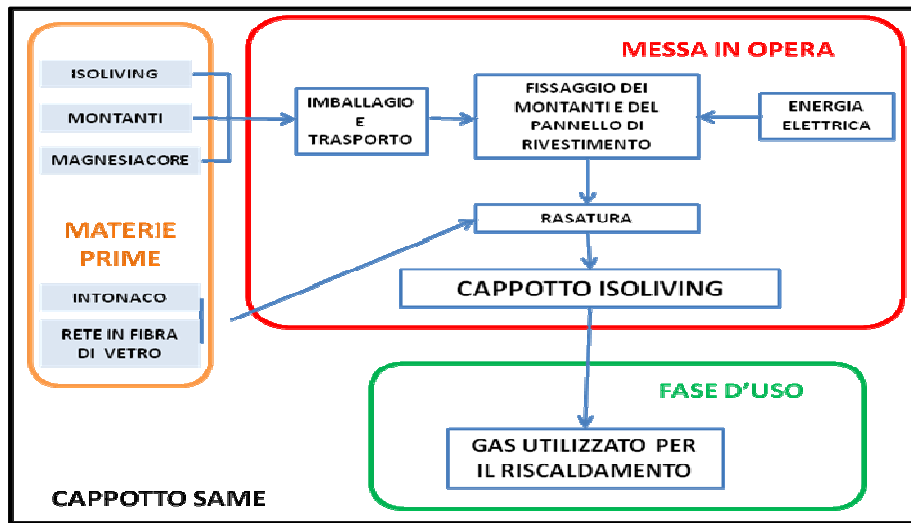 MESSA IN OPERA
ISOLIVING
MONTANTI
MAGNESIACORE
MATERIE
PRIME
INTONACO
RETE IN FIBRA
DI VETRO
IMBALLAGIO
E
TRASPORTO
FISSAGGIO DEI
MONTANTI E DEL
PANNELLO DI
RIVESTIMENTO
ENERGIA
ELETTRICA
RASATURA
CAPPOTTO ISOLIVING
FASE D'USO
GAS UTILIZZATO PER
IL RISCALDAMENTO
CAPPOTTO SAME